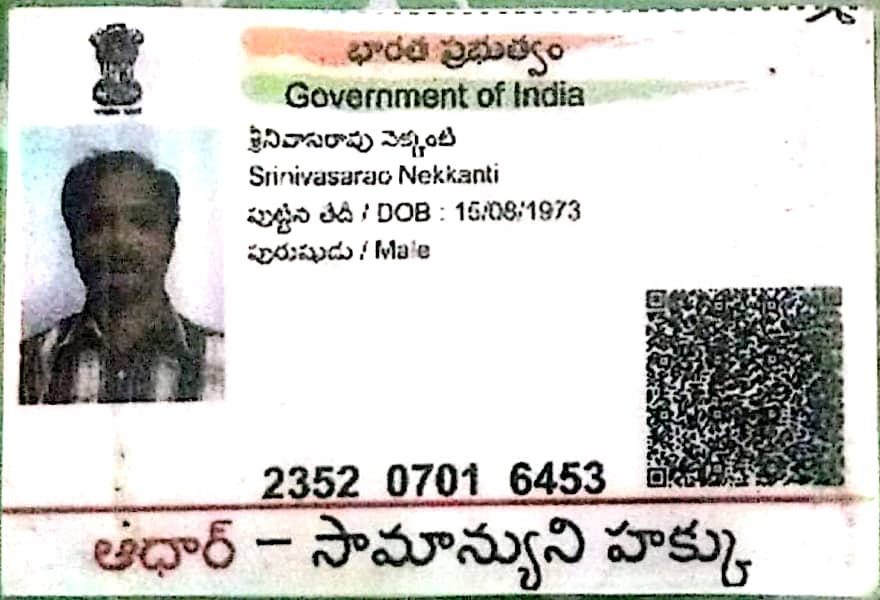 భారత ప్రభుత్వం
Government of India
శ్రీనివాసరావు నెక్కంటి
Srinivasarao Nekkanti
పుట్టిన తేదీ / DOB : 15/08/1973
పురుషుడు / Male
2352 0701 6453
ఆధార్ – సామాన్యుని హక్కు